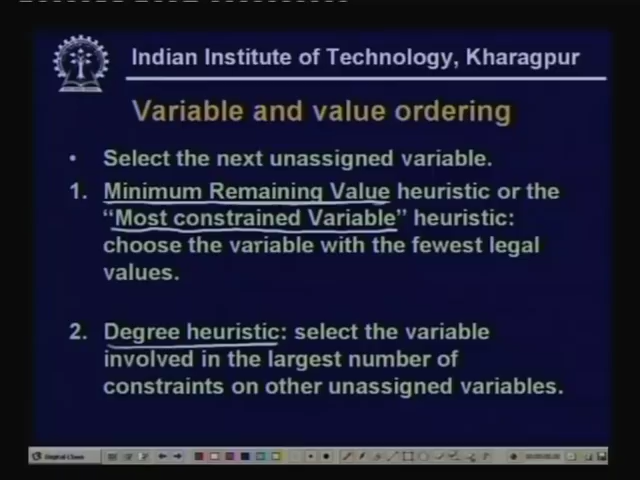 Indian Institute of Technology, Kharagpur
Variable and value ordering
• Select the next unassigned variable.
1. Minimum Remaining Value heuristic or the
“Most constrained Variable” heuristic:
choose the variable with the fewest legal
values.
2. Degree heuristic: select the variable
involved in the largest number of
constraints on other unassigned variables.